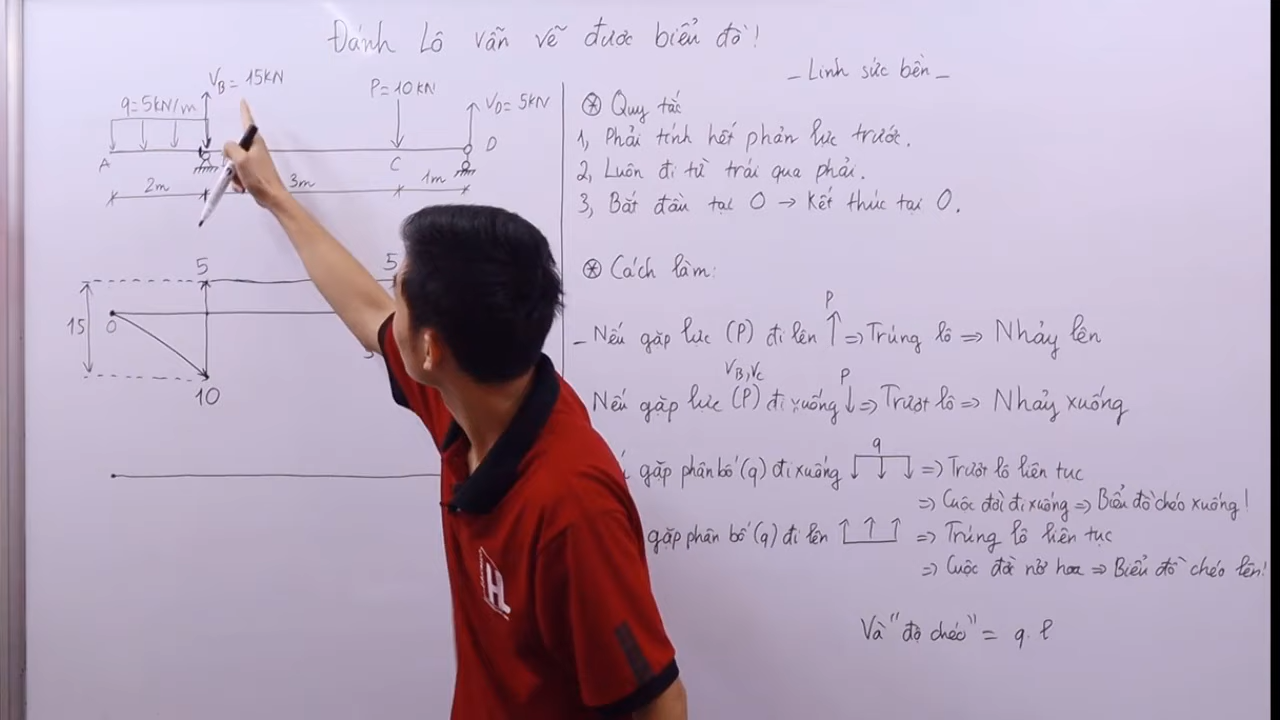 Đánh Lô vẫn vẽ được biểu đồ!
_Linh sức bền_
VB= 15KN
q=5KN/m
P=10KN
VD= 5KN
A
C
D
2m
3m
1m
5
5
15
0
10
H
⊛ Quy tắc
1, Phải tính hết phản lực trước.
2, Luôn đi từ trái qua phải.
3, Bắt đầu tại 0 → Kết thúc tại 0.
⊛ Cách làm:
P
_Nếu gặp lực (P) đi lên ↑ => Trúng lô => Nhảy lên
VB,VC
P
Nếu gặp lực (P) đi xuống ↓ => Trượt lô => Nhảy xuống
q
gặp phân bố (q) đi xuống => Trượt lô liên tục
=> Cuộc đời đi xuống => Biểu đồ chéo xuống!
gặp phân bố (q) đi lên => Trúng lô liên tục
=> Cuộc đời nở hoa => Biểu đồ chéo lên!
Và "độ chéo" = q. l